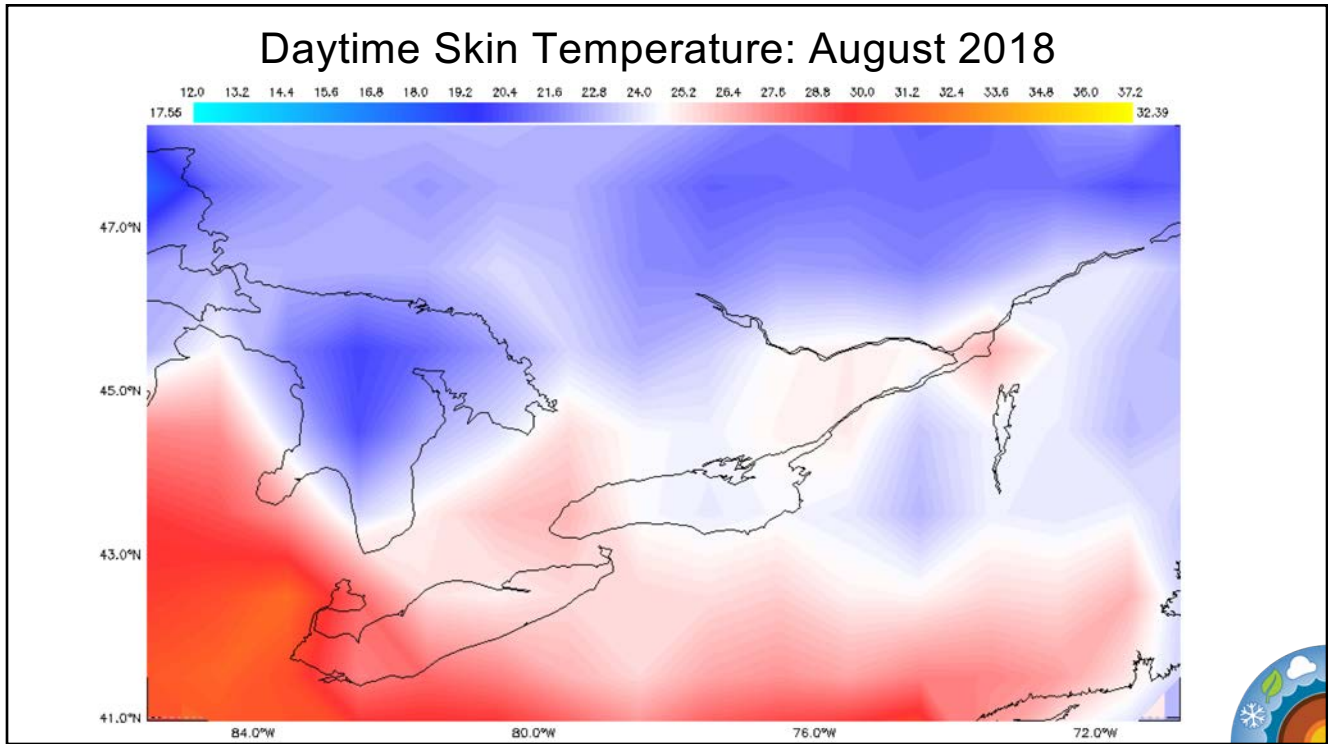 Daytime Skin Temperature: August 2018
12.0 13.2 14.4 15.6 16.8 18.0 19.2 20.4 21.6 22.8 24.0 25.2 26.4 27.6 28.8 30.0 31.2 32.4 33.6 34.8 36.0 37.2
17.55 32.39
47.0°N
45.0°N
43.0°N
41.0°N
84.0°W 80.0°W 76.0°W 72.0°W